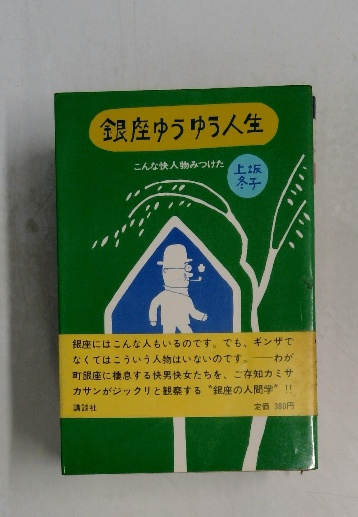 銀座ゆうゆう人生
こんな快人物みつけた
上坂
冬子
銀座にはこんな人もいるのです。でも、ギンザで
なくてはこういう人物はいないのです。——わが
町銀座に棲息する快男快女たちを、ご存知カミサ
カサンがジックリと観察する〝銀座の人間学〟!!
講談社
定価 380円